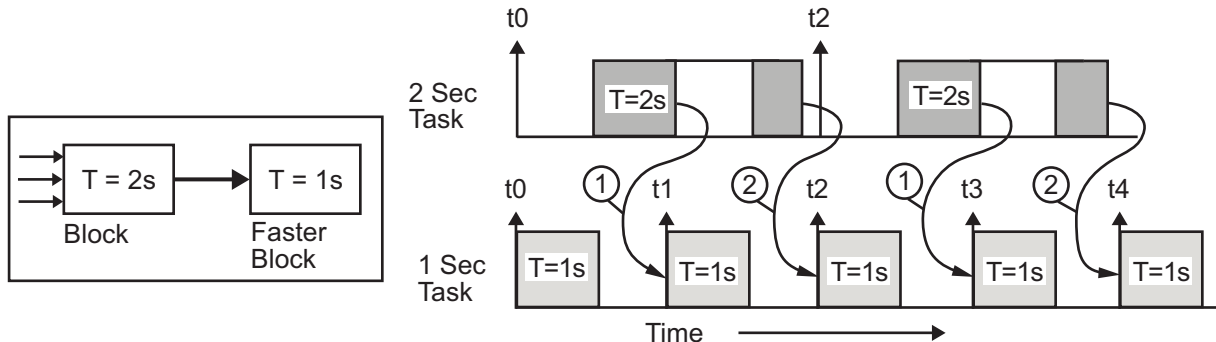 T = 2s
T = 1s
Block
Faster
Block
t0
t2
2 Sec
Task
T=2s
T=2s
1
2
1
2
t0
t1
t2
t3
t4
1 Sec
Task
T=1s
T=1s
T=1s
T=1s
T=1s
Time